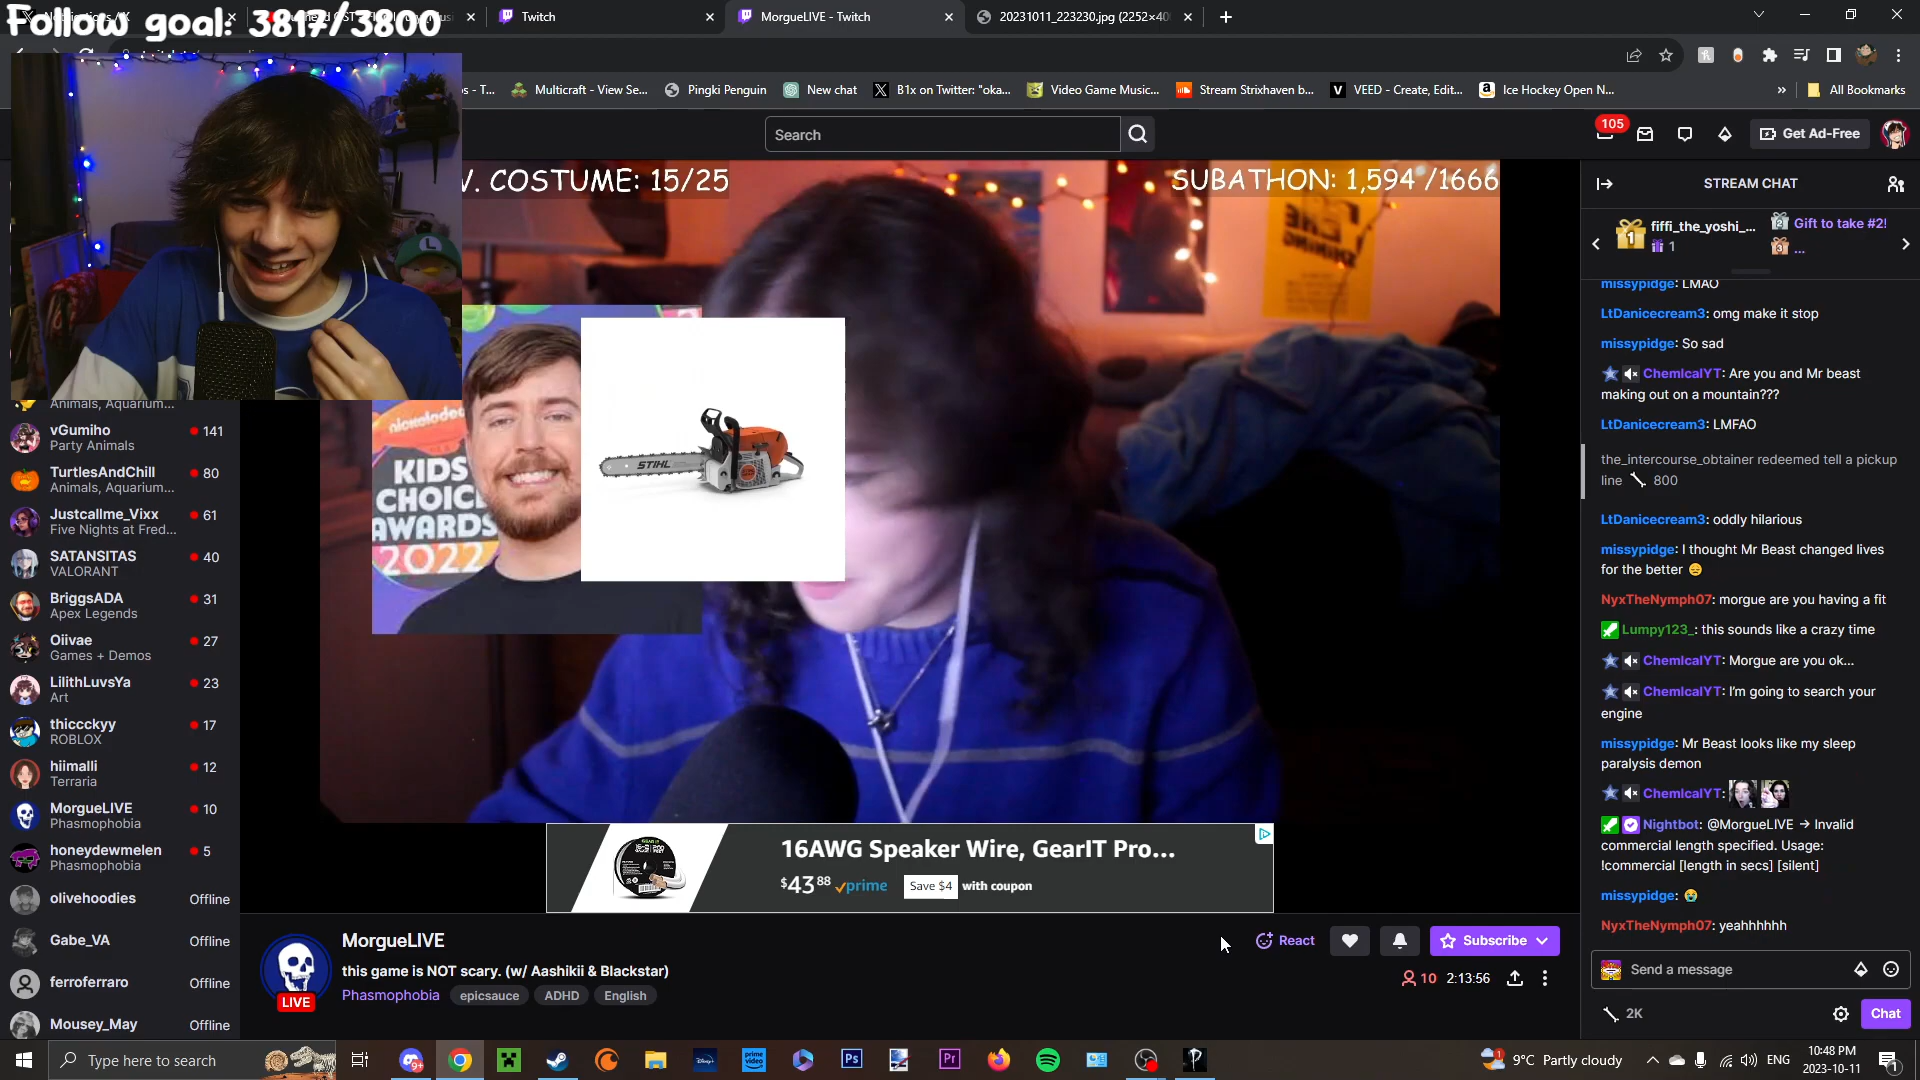 Follow goal: 3817/3800
Twitch
MorgueLIVE - Twitch
20231011_223230.jpg (2252×40
Multicraft - View Se...
Pingki Penguin
New chat
B1x on Twitter: "oka...
Video Game Music...
Stream Strixhaven b...
VEED - Create, Edit...
Ice Hockey Open N...
All Bookmarks
Search
105
Get Ad-Free
V. COSTUME: 15/25
SUBATHON: 1,594 /1666
nickelodeon
KIDS
CHOICE
AWARDS
2022
STIHL
Animals, Aquarium...
vGumiho
141
Party Animals
TurtlesAndChill
80
Animals, Aquarium...
Justcallme_Vixx
61
Five Nights at Fred...
SATANSITAS
40
VALORANT
BriggsADA
31
Apex Legends
Oiivae
27
Games + Demos
LilithLuvsYa
23
Art
thiccckyy
17
ROBLOX
hiimalli
12
Terraria
MorgueLIVE
10
Phasmophobia
honeydewmelen
5
Phasmophobia
olivehoodies
Offline
Gabe_VA
Offline
ferroferraro
Offline
Mousey_May
Offline
16AWG Speaker Wire, GearIT Pro...
$43 88 prime Save $4 with coupon
MorgueLIVE
this game is NOT scary. (w/ Aashikii & Blackstar)
Phasmophobia epicsauce ADHD English
LIVE
React
Subscribe
10 2:13:56
STREAM CHAT
1
fiffi_the_yoshi_...
1
2
Gift to take #2!
3
...
missypidge: LMAO
LtDanicecream3: omg make it stop
missypidge: So sad
ChemIcalYT: Are you and Mr beast
making out on a mountain???
LtDanicecream3: LMFAO
the_intercourse_obtainer redeemed tell a pickup
line 800
LtDanicecream3: oddly hilarious
missypidge: I thought Mr Beast changed lives
for the better 😔
NyxTheNymph07: morgue are you having a fit
Lumpy123_: this sounds like a crazy time
ChemIcalYT: Morgue are you ok...
ChemIcalYT: I'm going to search your
engine
missypidge: Mr Beast looks like my sleep
paralysis demon
ChemIcalYT:
Nightbot: @MorgueLIVE → Invalid
commercial length specified. Usage:
!commercial [length in secs] [silent]
missypidge: 😭
NyxTheNymph07: yeahhhhhh
Send a message
2K
Chat
Type here to search
9°C Partly cloudy
ENG
10:48 PM
2023-10-11